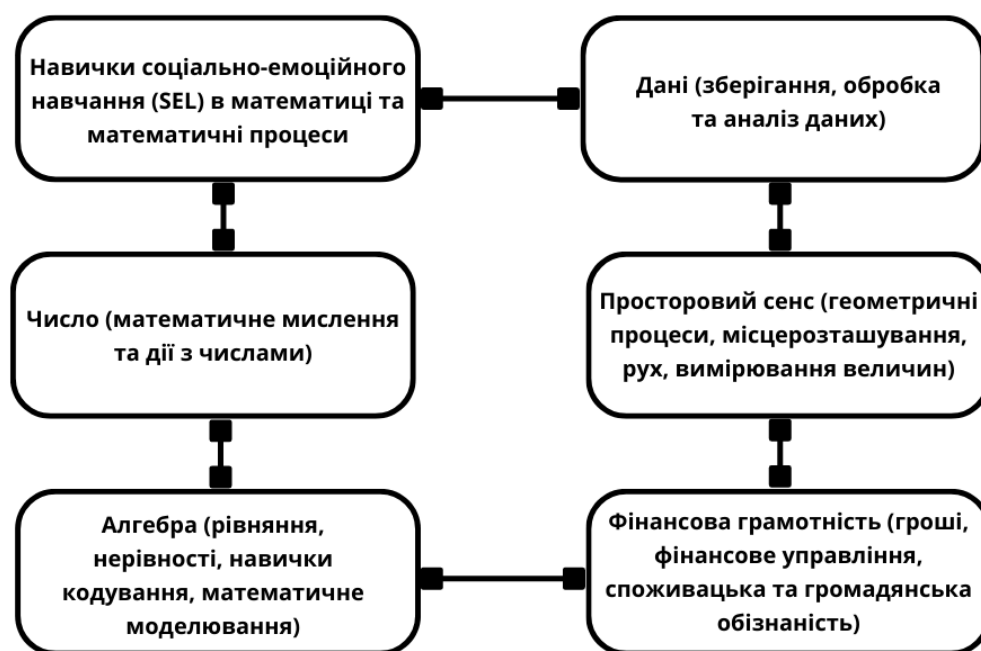 Навички соціально-емоційного
навчання (SEL) в математиці та
математичні процеси
Дані (зберігання, обробка
та аналіз даних)
Число (математичне мислення
та дії з числами)
Просторовий сенс (геометричні
процеси, місцерозташування,
рух, вимірювання величин)
Алгебра (рівняння,
нерівності, навички
кодування, математичне
моделювання)
Фінансова грамотність (гроші,
фінансове управління,
споживацька та громадянська
обізнаність)